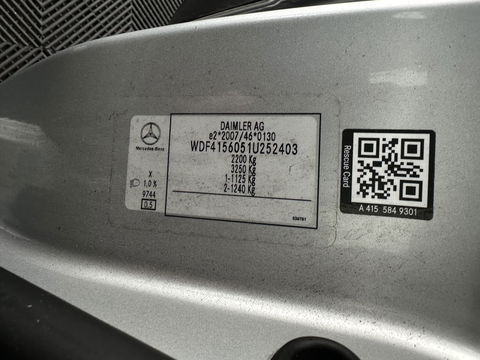 Mercedes-Benz
DAIMLER AG
e2*2007/46*0130
WDF4156051U252403
2200 Kg
3250 Kg
1-1125 Kg
2-1240 Kg
X
1,0 %
9744
0.5
Rescue Card
A 415 584 9301